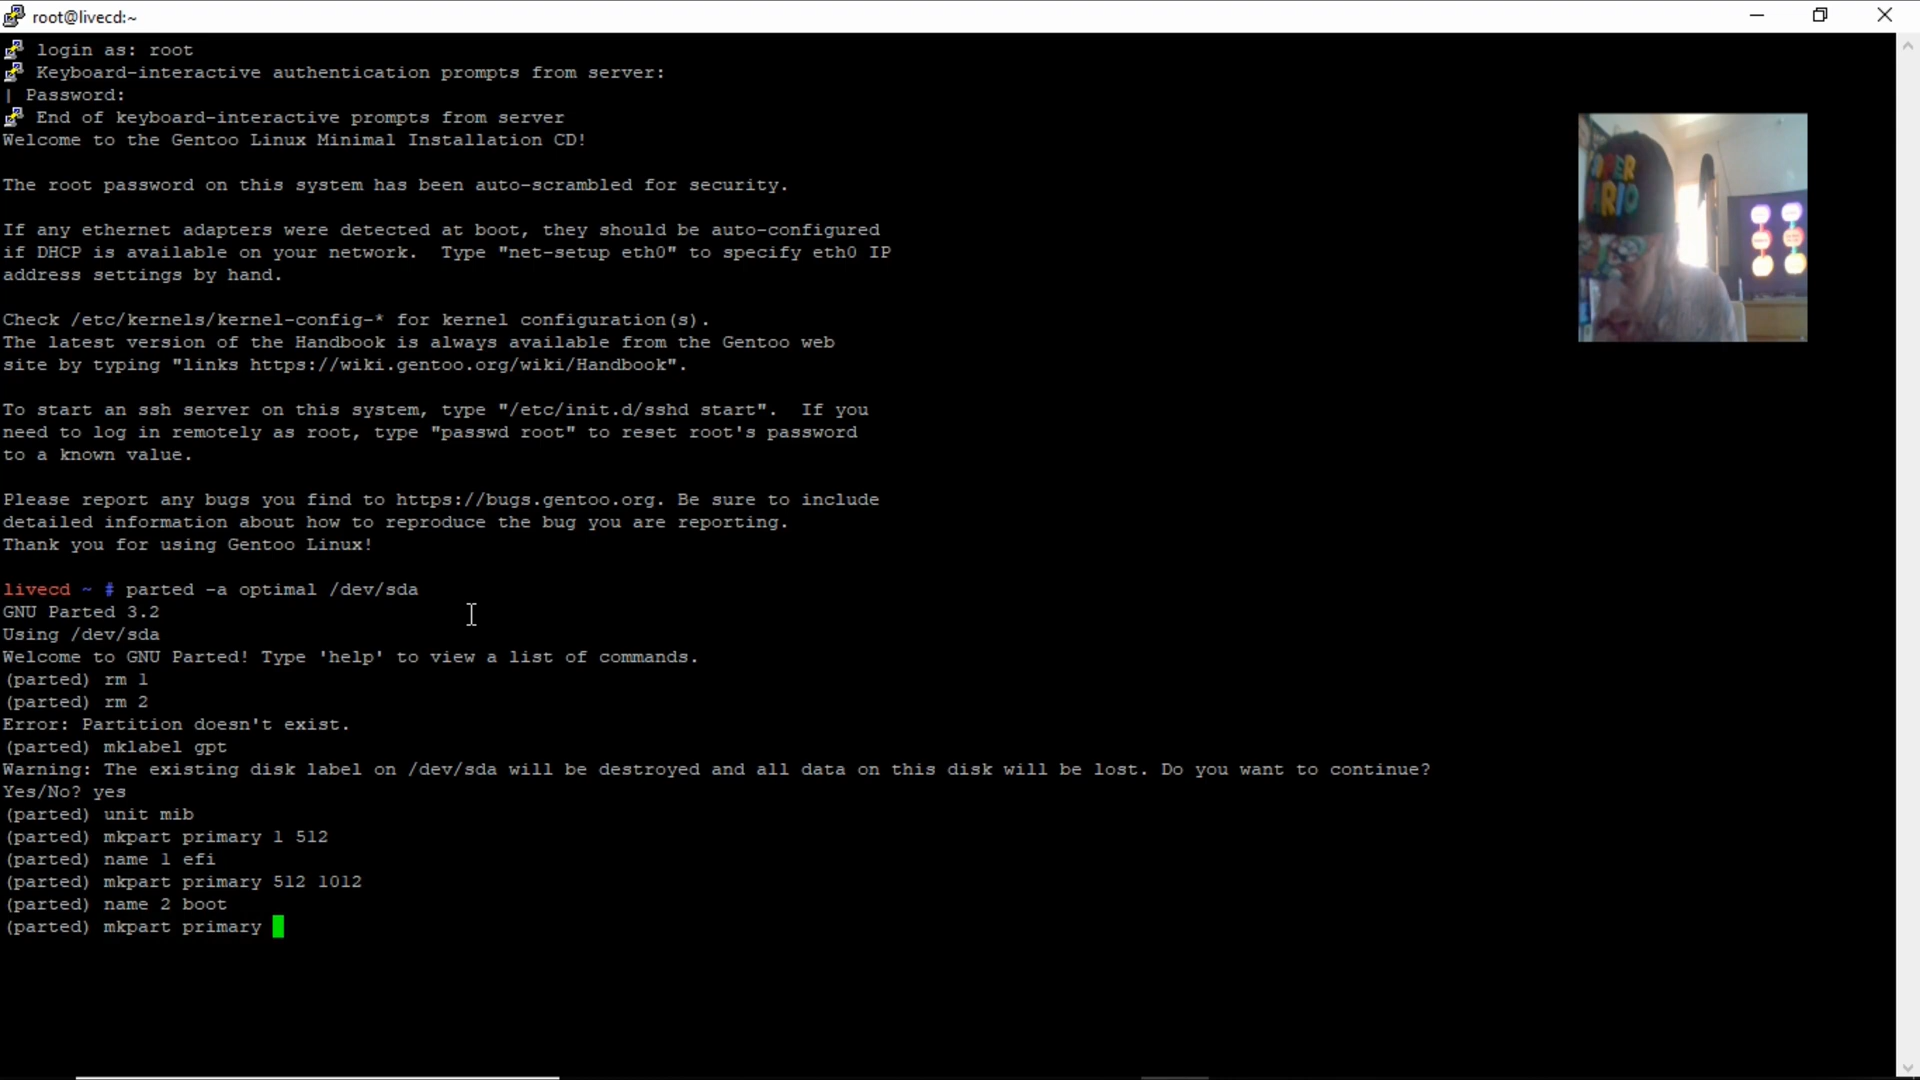 root@livecd:~
login as: root
Keyboard-interactive authentication prompts from server:
| Password:
End of keyboard-interactive prompts from server
Welcome to the Gentoo Linux Minimal Installation CD!
The root password on this system has been auto-scrambled for security.
If any ethernet adapters were detected at boot, they should be auto-configured
if DHCP is available on your network.  Type "net-setup eth0" to specify eth0 IP
address settings by hand.
Check /etc/kernels/kernel-config-* for kernel configuration(s).
The latest version of the Handbook is always available from the Gentoo web
site by typing "links https://wiki.gentoo.org/wiki/Handbook".
To start an ssh server on this system, type "/etc/init.d/sshd start".  If you
need to log in remotely as root, type "passwd root" to reset root's password
to a known value.
Please report any bugs you find to https://bugs.gentoo.org. Be sure to include
detailed information about how to reproduce the bug you are reporting.
Thank you for using Gentoo Linux!
livecd ~ # parted -a optimal /dev/sda
GNU Parted 3.2
Using /dev/sda
Welcome to GNU Parted! Type 'help' to view a list of commands.
(parted) rm 1
(parted) rm 2
Error: Partition doesn't exist.
(parted) mklabel gpt
Warning: The existing disk label on /dev/sda will be destroyed and all data on this disk will be lost. Do you want to continue?
Yes/No? yes
(parted) unit mib
(parted) mkpart primary 1 512
(parted) name 1 efi
(parted) mkpart primary 512 1012
(parted) name 2 boot
(parted) mkpart primary